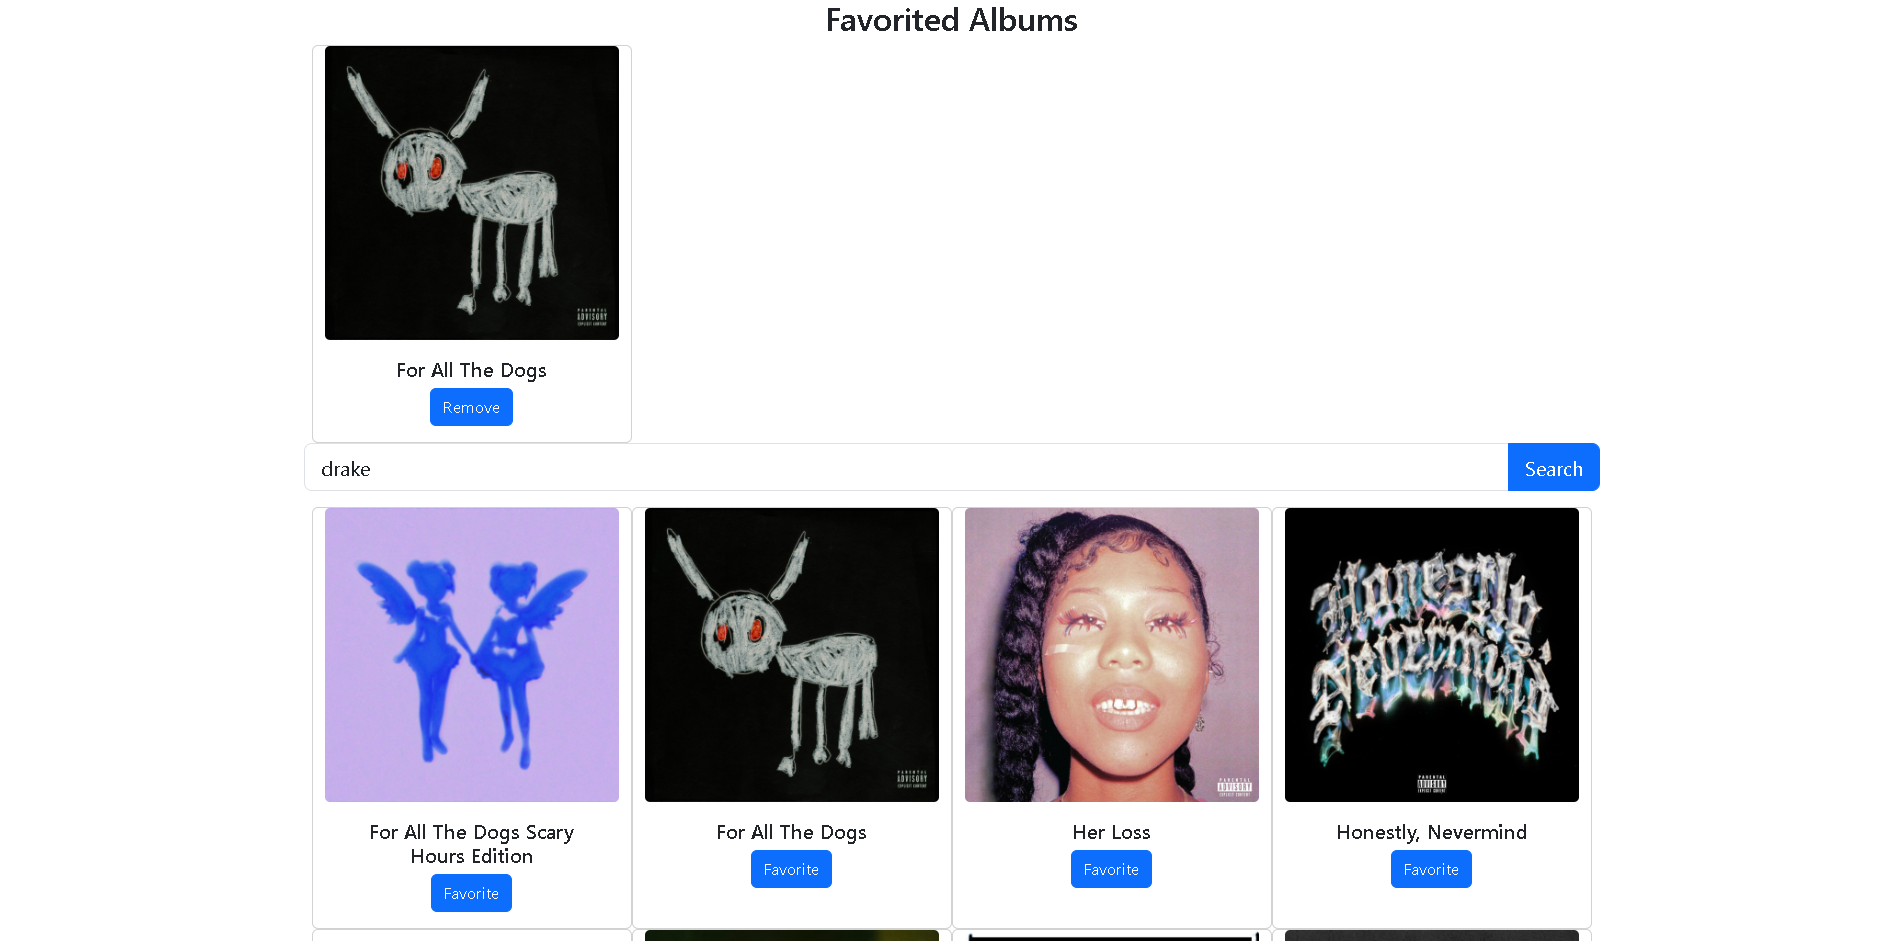 Favorited Albums
PARENTAL
ADVISORY
EXPLICIT CONTENT
For All The Dogs
Remove
drake
Search
PARENTAL
ADVISORY
EXPLICIT CONTENT
PARENTAL
ADVISORY
EXPLICIT CONTENT
Honestly,
Nevermind
PARENTAL
ADVISORY
EXPLICIT CONTENT
For All The Dogs Scary
Hours Edition
Favorite
For All The Dogs
Favorite
Her Loss
Favorite
Honestly, Nevermind
Favorite